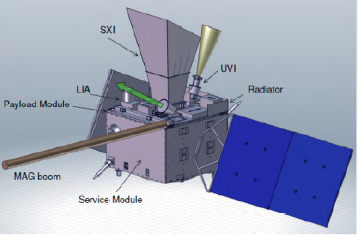 SXI
UVI
LIA
Radiator
Payload Module
MAG boom
Service Module